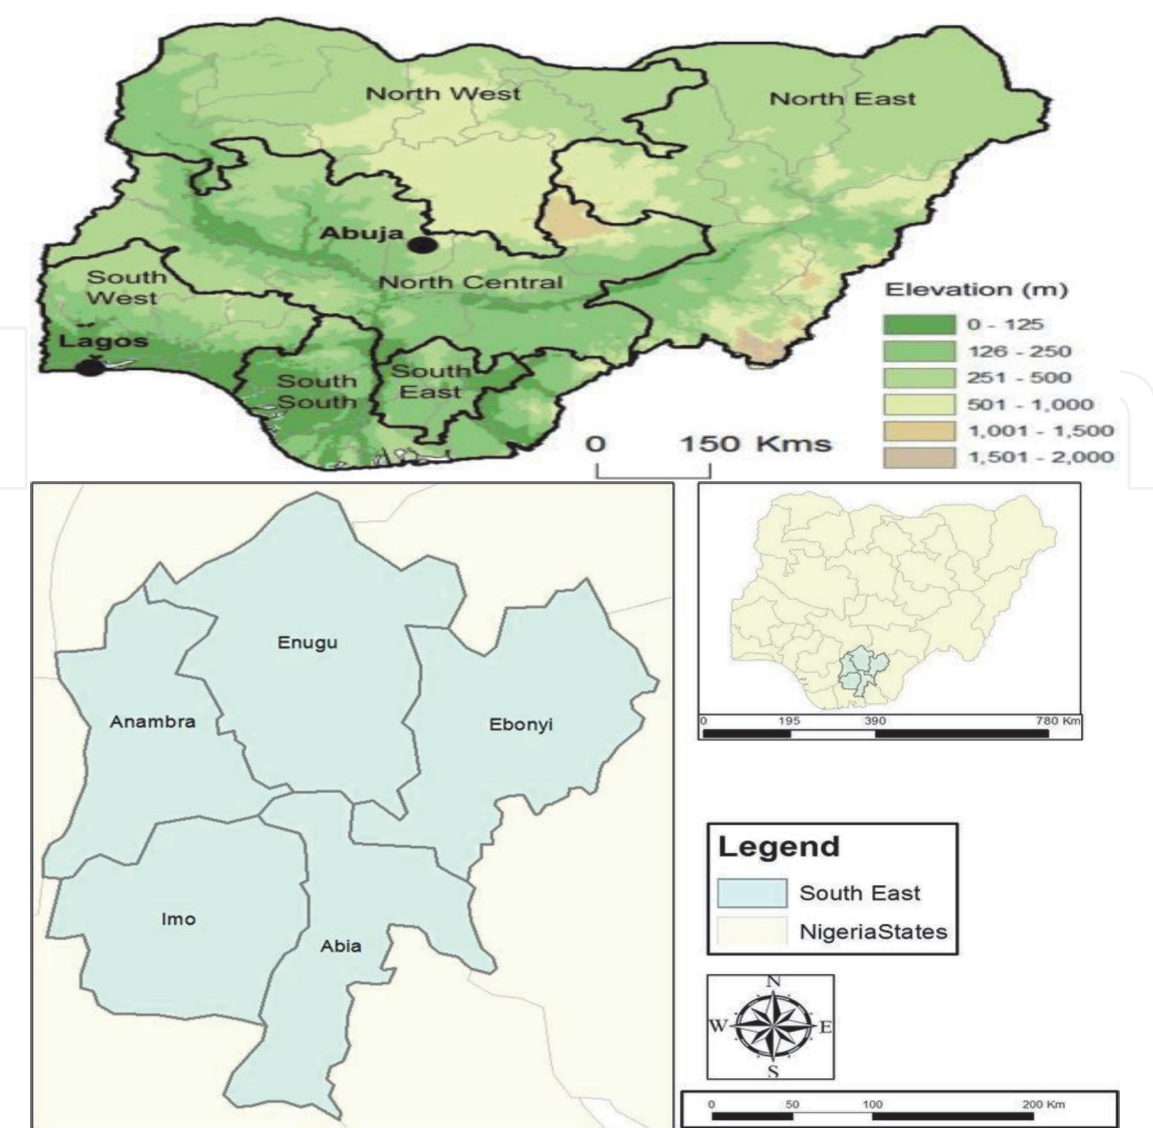 North West
North East
Abuja
North Central
South
West
Lagos
South
South
South
East
Elevation (m)
0 - 125
126 - 250
251 - 500
501 - 1,000
1,001 - 1,500
1,501 - 2,000
0 150 Kms
Enugu
Anambra
Ebonyi
Imo
Abia
0 195 390 780 Km
Legend
South East
NigeriaStates
N
W E
S
0 50 100 200 Km